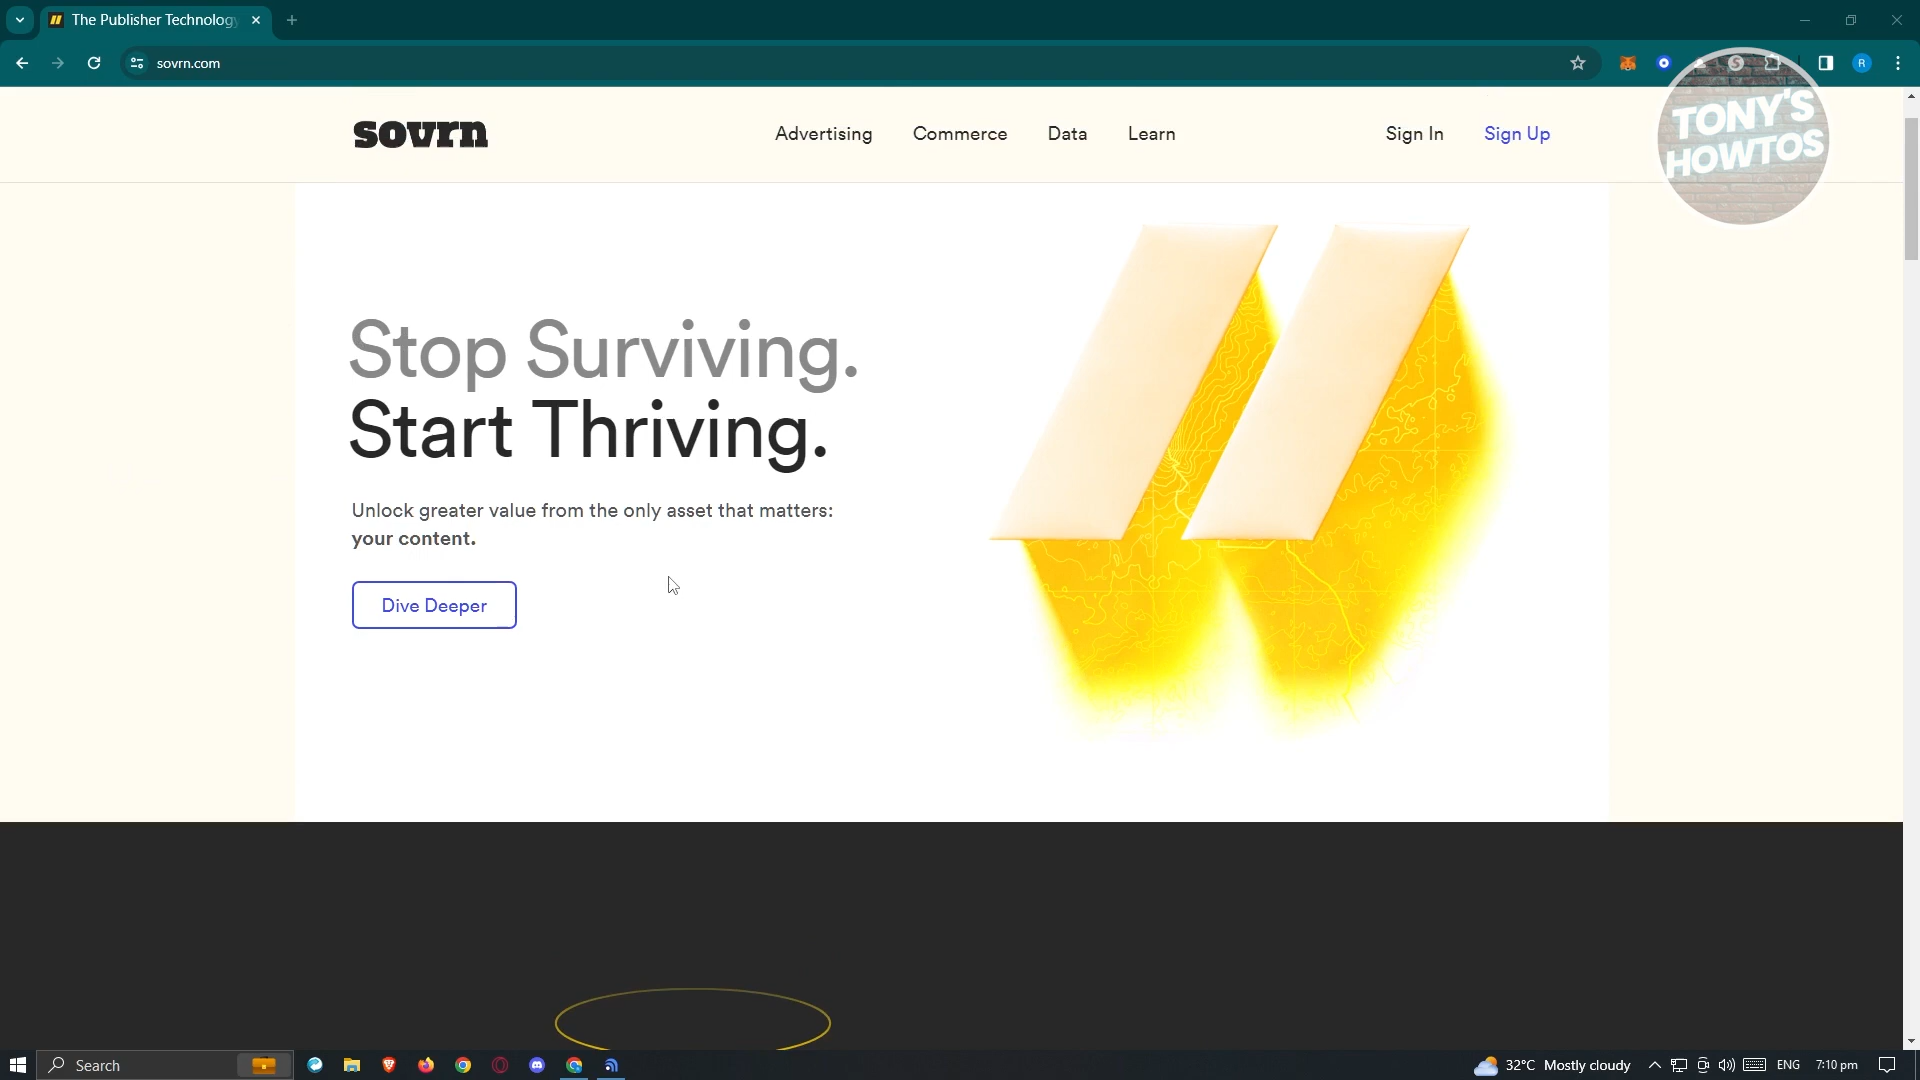 The Publisher Technology
sovrn.com
R
TONY'S
HOWTOS
sovrn
Advertising
Commerce
Data
Learn
Sign In
Sign Up
Stop Surviving.
Start Thriving.
Unlock greater value from the only asset that matters:
your content.
Dive Deeper
Search
32°C Mostly cloudy
ENG
7:10 pm